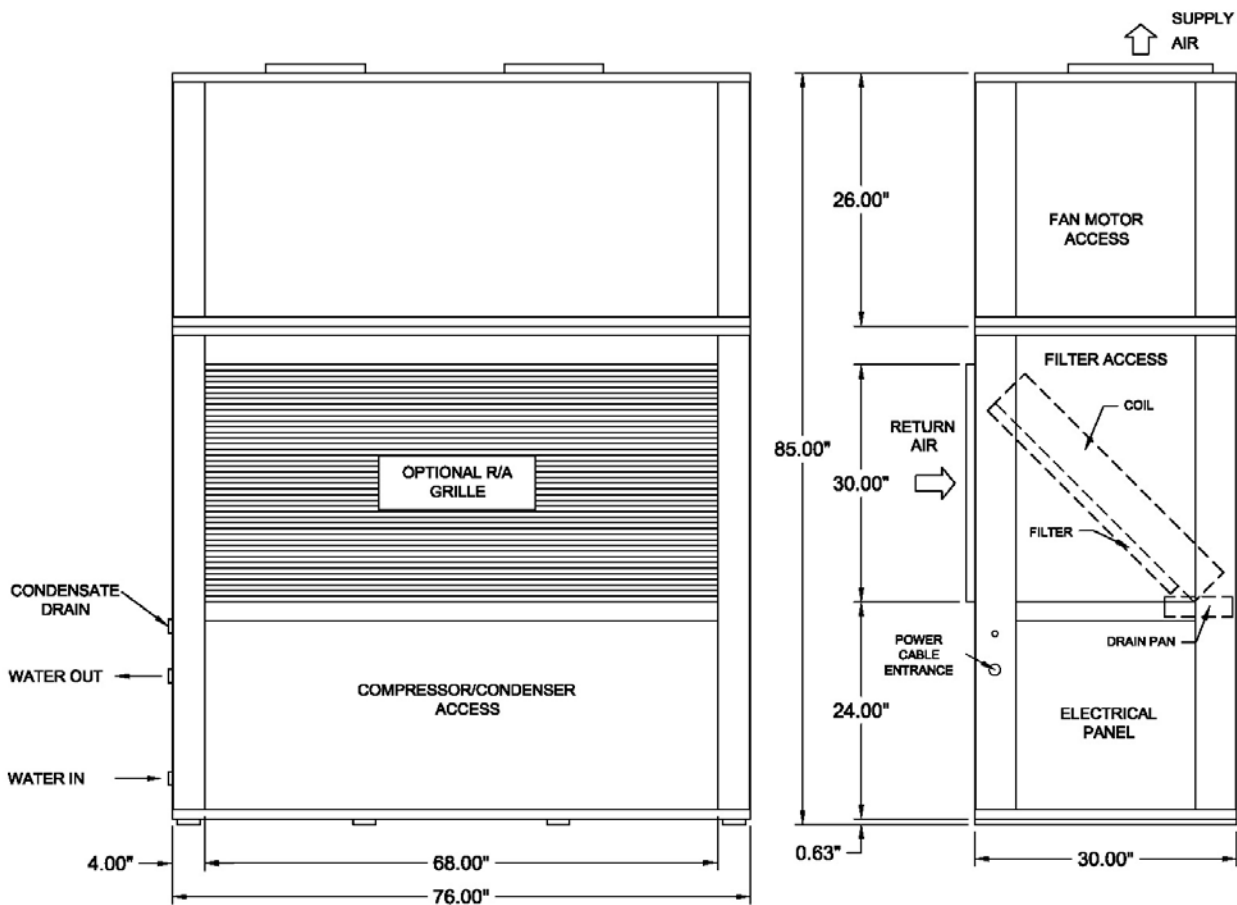 SUPPLY
AIR
26.00"
FAN MOTOR
ACCESS
FILTER ACCESS
COIL
RETURN
AIR
85.00"
30.00"
OPTIONAL R/A
GRILLE
FILTER
CONDENSATE
DRAIN
DRAIN PAN
POWER
CABLE
ENTRANCE
WATER OUT
COMPRESSOR/CONDENSER
ACCESS
24.00"
ELECTRICAL
PANEL
WATER IN
4.00"
68.00"
0.63"
30.00"
76.00"